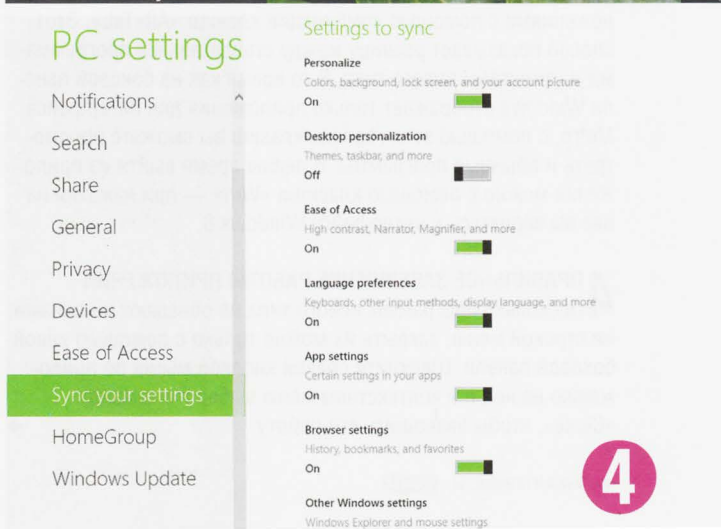 PC settings
Notifications
Search
Share
General
Privacy
Devices
Ease of Access
Sync your settings
HomeGroup
Windows Update
Settings to sync
Personalize
Colors, background, lock screen, and your account picture
On
Desktop personalization
Themes, taskbar, and more
Off
Ease of Access
High contrast, Narrator, Magnifier, and more
On
Language preferences
Keyboards, other input methods, display language, and more
On
App settings
Certain settings in your apps
On
Browser settings
History, bookmarks, and favorites
On
Other Windows settings
Windows Explorer and mouse settings
4